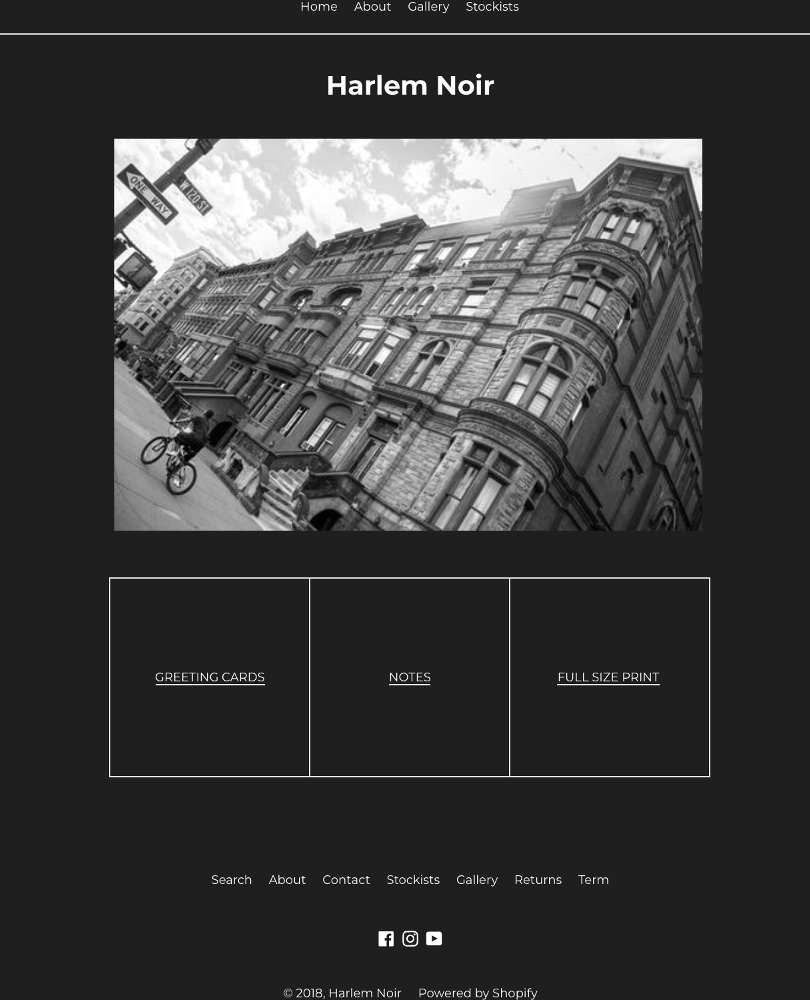 Home About Gallery Stockists
Harlem Noir
ONE WAY
W 120 ST
GREETING CARDS
NOTES
FULL SIZE PRINT
Search About Contact Stockists Gallery Returns Term
© 2018, Harlem Noir Powered by Shopify